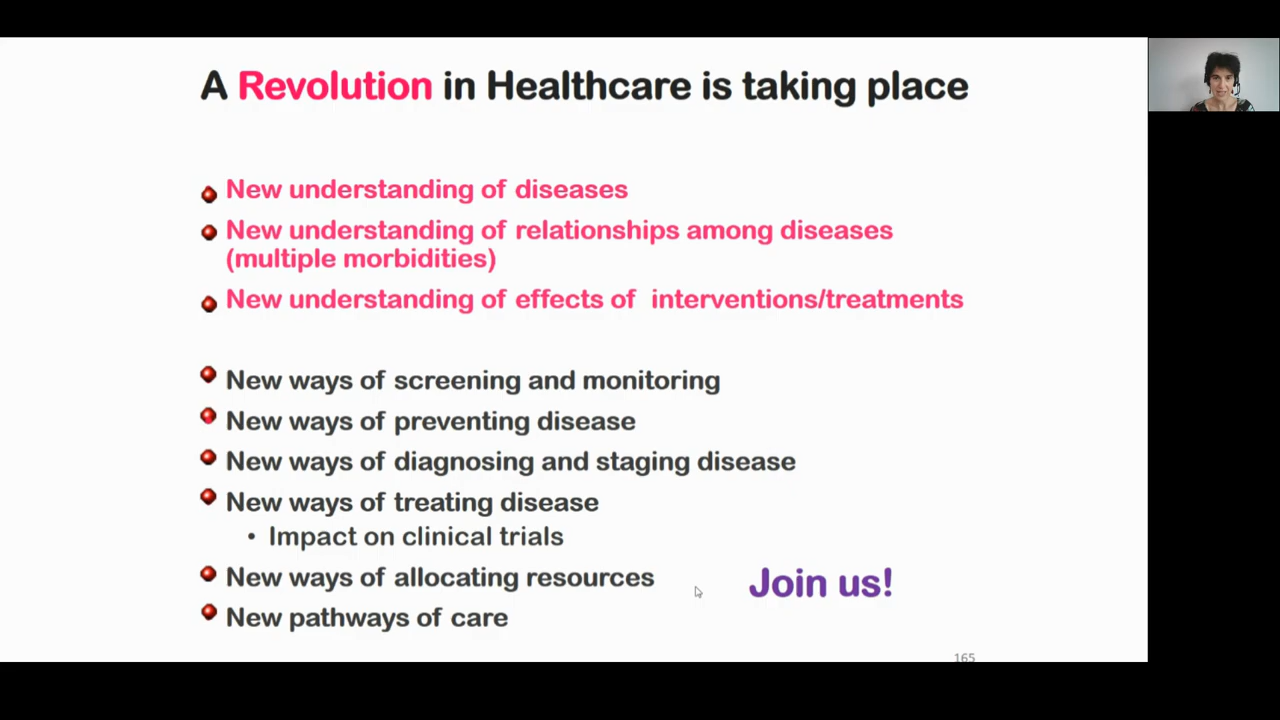 A Revolution in Healthcare is taking place
New understanding of diseases
New understanding of relationships among diseases
(multiple morbidities)
New understanding of effects of interventions/treatments
New ways of screening and monitoring
New ways of preventing disease
New ways of diagnosing and staging disease
New ways of treating disease
• Impact on clinical trials
New ways of allocating resources
Join us!
New pathways of care
165